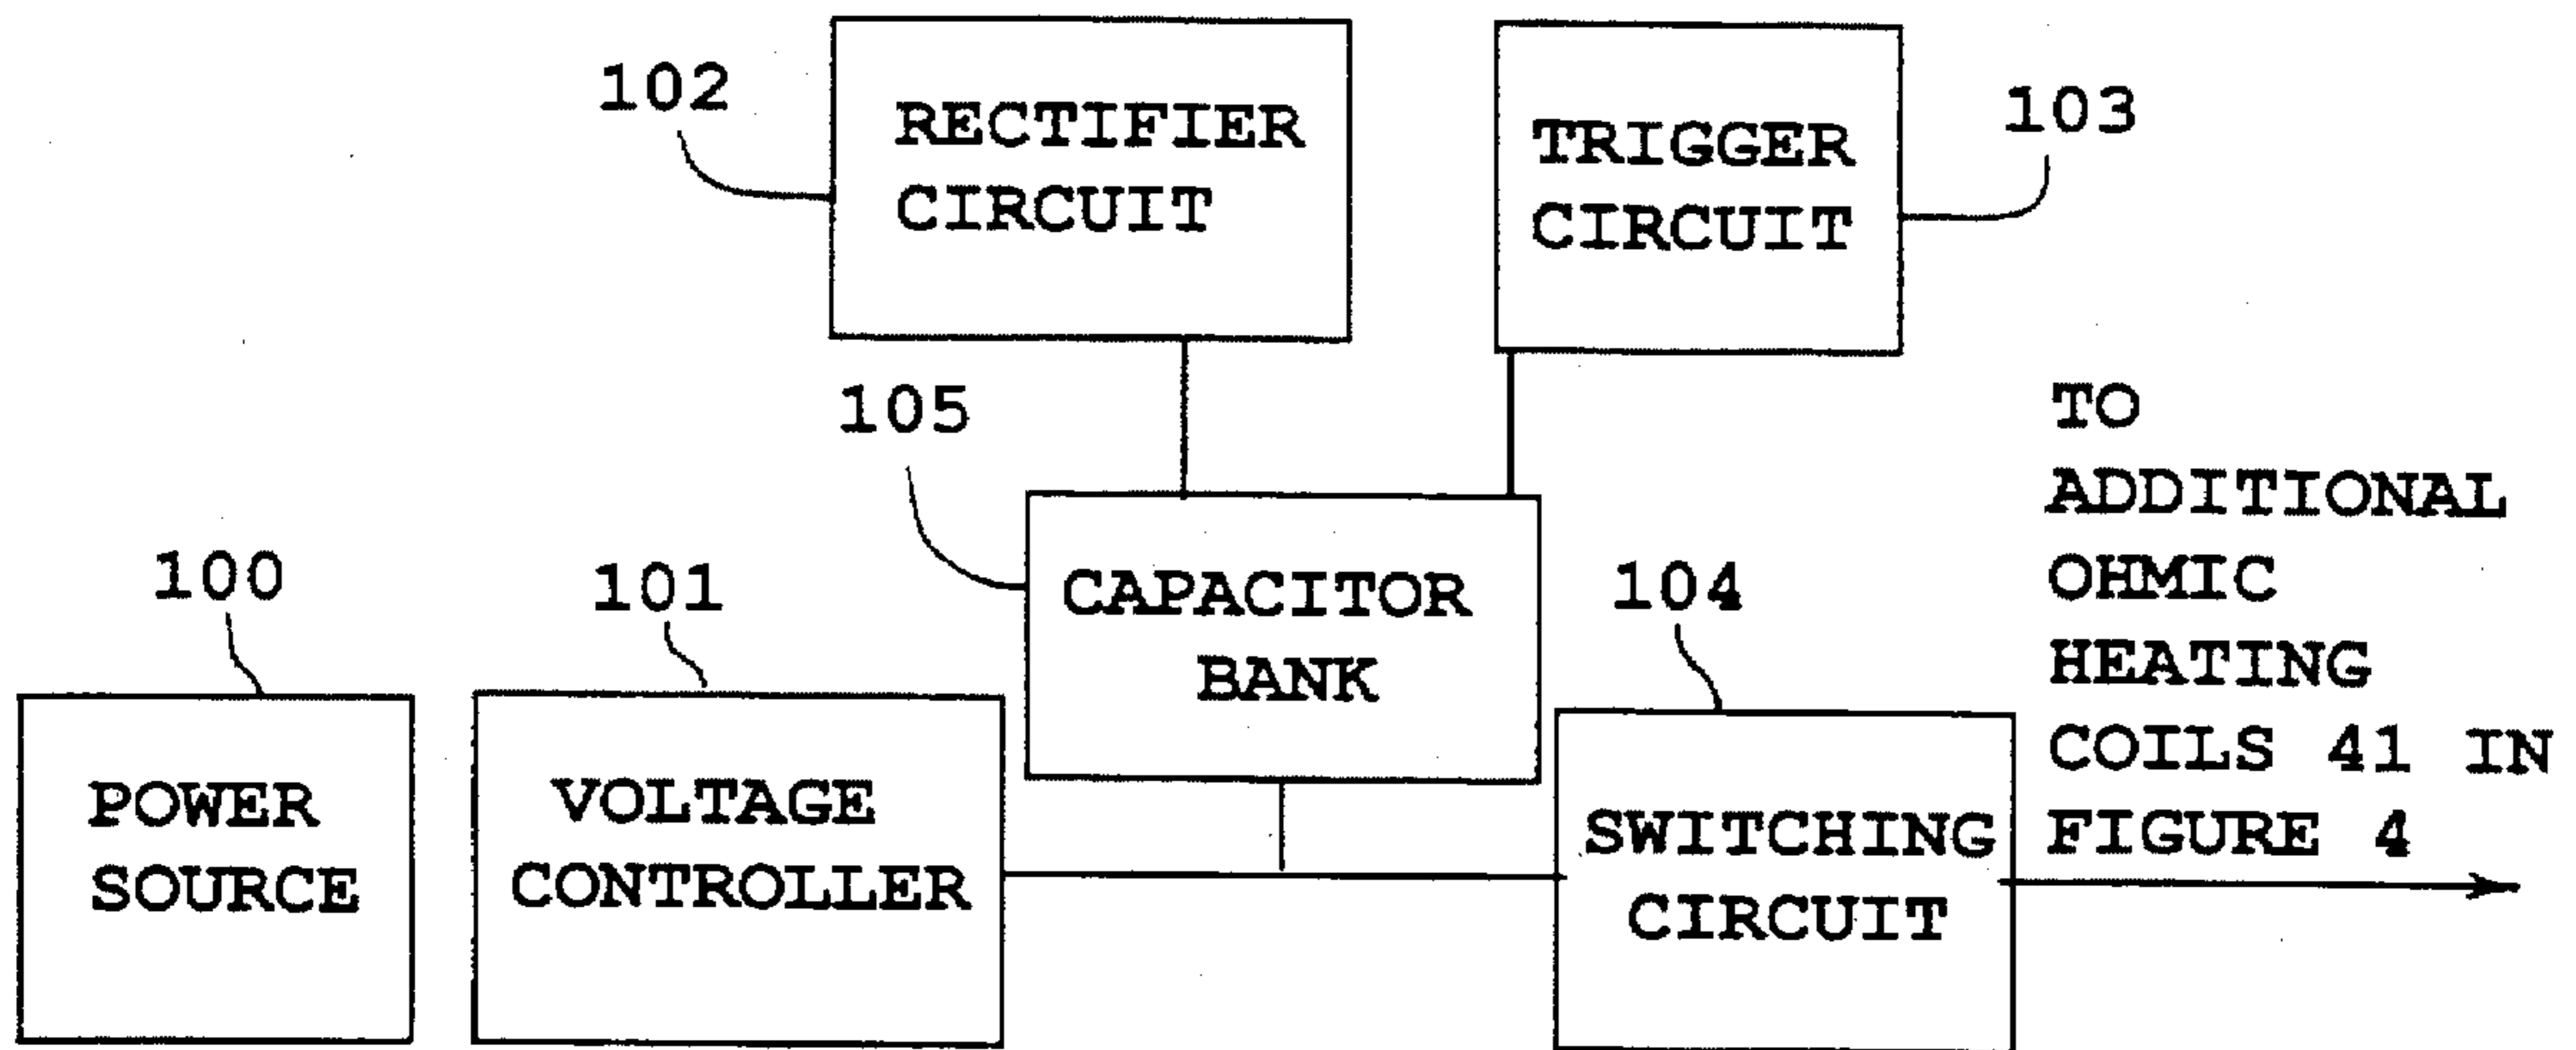 102
RECTIFIER
CIRCUIT
TRIGGER
CIRCUIT
103
105
CAPACITOR
BANK
100
101
104
POWER
SOURCE
VOLTAGE
CONTROLLER
SWITCHING
CIRCUIT
TO
ADDITIONAL
OHMIC
HEATING
COILS 41 IN
FIGURE 4